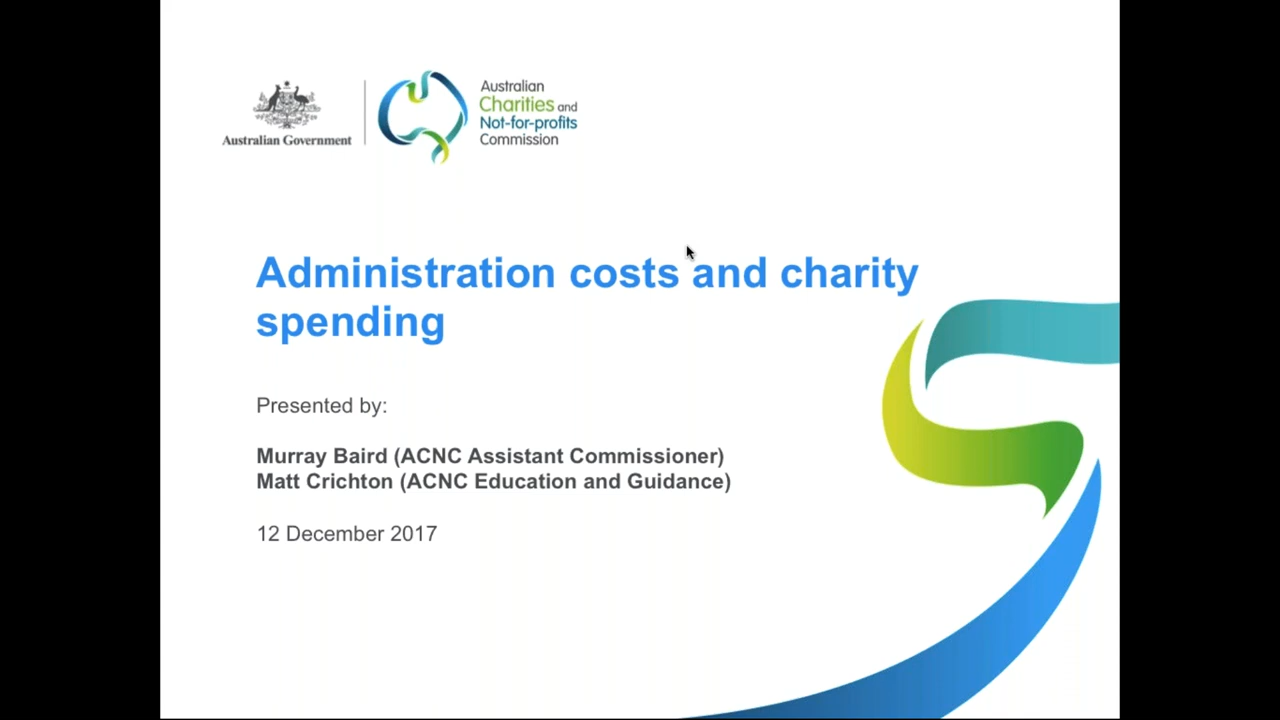 Australian Government
Australian
Charities and
Not-for-profits
Commission
Administration costs and charity
spending
Presented by:
Murray Baird (ACNC Assistant Commissioner)
Matt Crichton (ACNC Education and Guidance)
12 December 2017